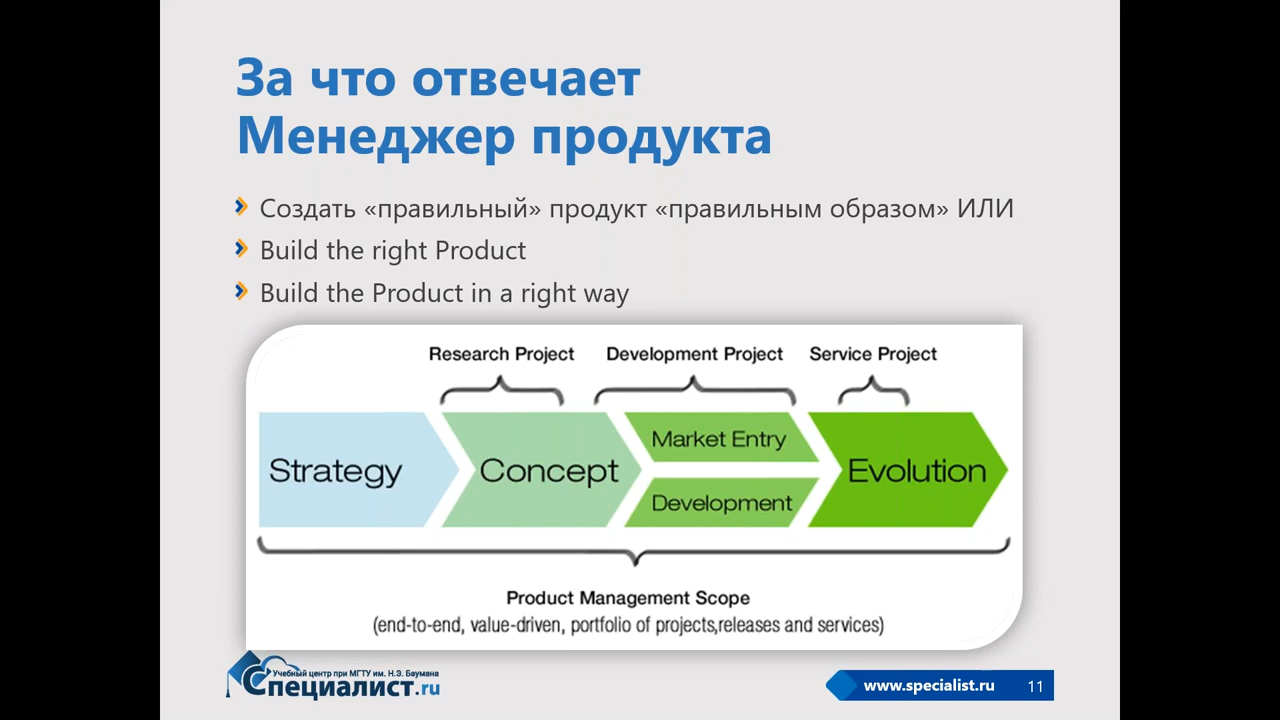 За что отвечает
Менеджер продукта
Создать «правильный» продукт «правильным образом» ИЛИ
Build the right Product
Build the Product in a right way
Research Project
Development Project
Service Project
Strategy
Concept
Market Entry
Development
Evolution
Product Management Scope
(end-to-end, value-driven, portfolio of projects,releases and services)
Учебный центр при МГТУ им. Н.Э. Баумана
Специалист.ru
www.specialist.ru
11